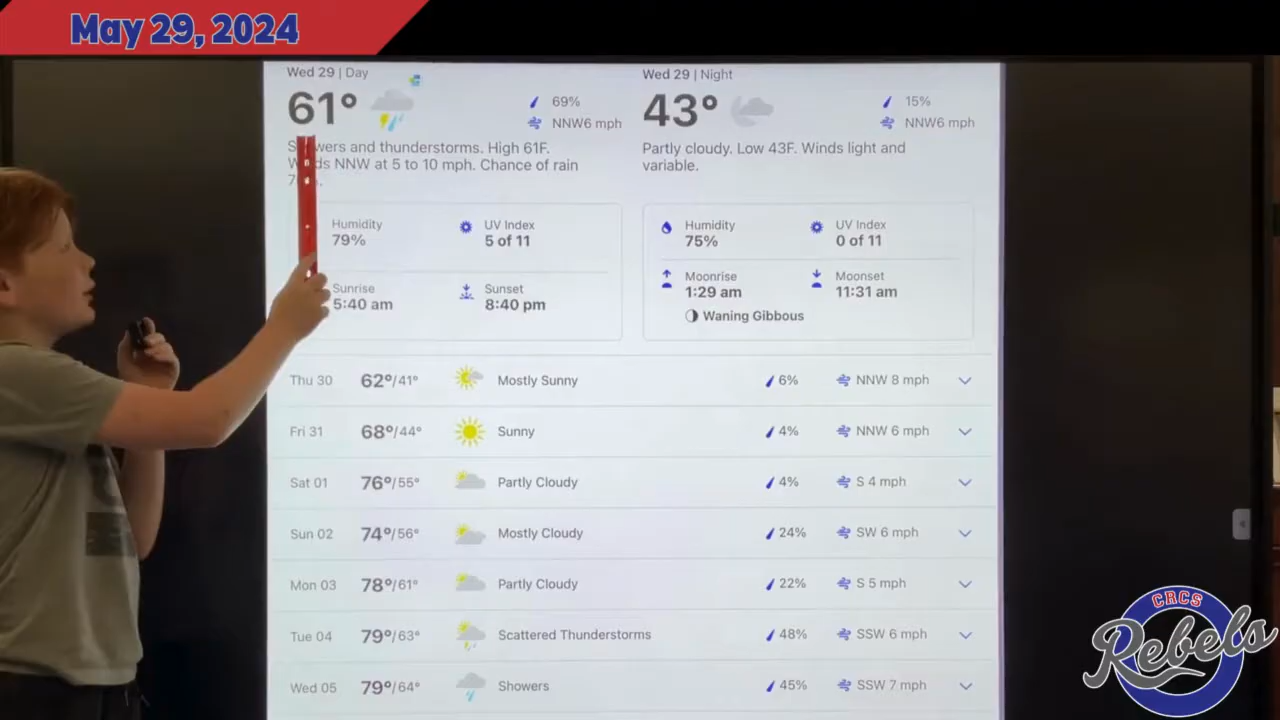 May 29, 2024
Wed 29 | Day
61°
69%
NNW6 mph
wers and thunderstorms. High 61F.
ds NNW at 5 to 10 mph. Chance of rain
Humidity
79%
UV Index
5 of 11
Sunrise
5:40 am
Sunset
8:40 pm
Wed 29 | Night
43°
15%
NNW6 mph
Partly cloudy. Low 43F. Winds light and
variable.
Humidity
75%
UV Index
0 of 11
Moonrise
1:29 am
Moonset
11:31 am
Waning Gibbous
Thu 30 62°/41° Mostly Sunny 6% NNW 8 mph
Fri 31 68°/44° Sunny 4% NNW 6 mph
Sat 01 76°/55° Partly Cloudy 4% S 4 mph
Sun 02 74°/56° Mostly Cloudy 24% SW 6 mph
Mon 03 78°/61° Partly Cloudy 22% S 5 mph
Tue 04 79°/63° Scattered Thunderstorms 48% SSW 6 mph
Wed 05 79°/64° Showers 45% SSW 7 mph
CRCS
Rebels